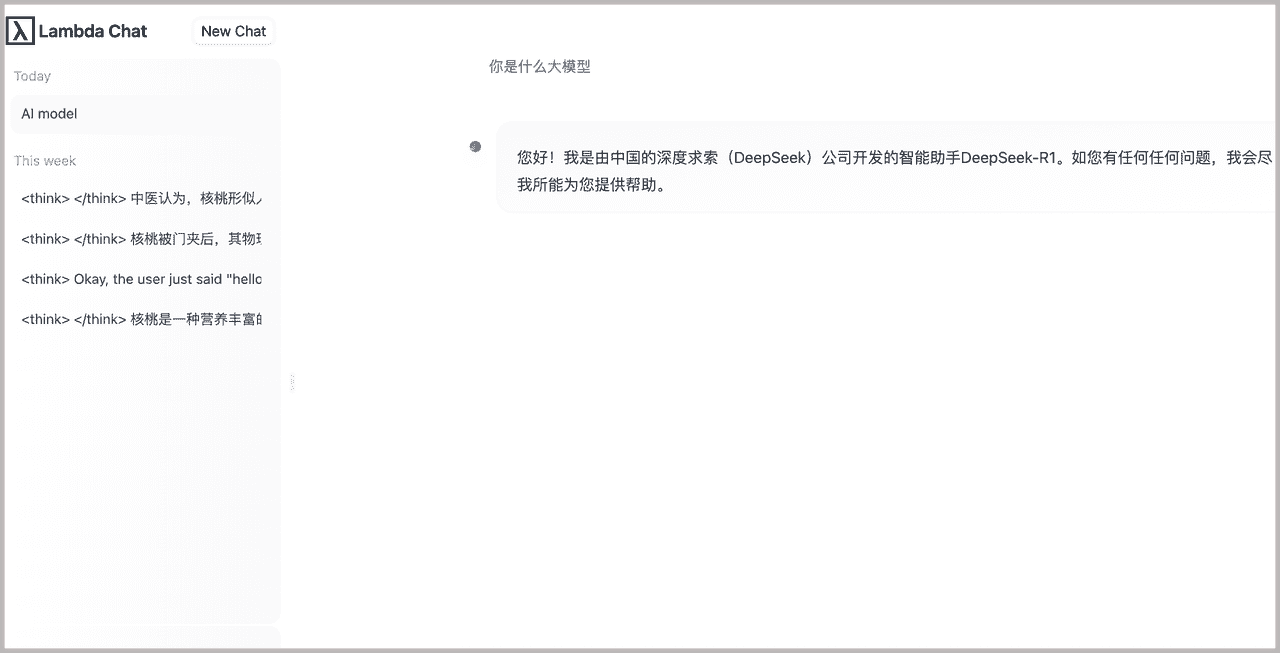 Lambda Chat
New Chat
Today
AI model
This week
<think> </think> 中医认为，核桃形似
<think> </think> 核桃被门夹后，其物
<think> Okay, the user just said "hello
<think> </think> 核桃是一种营养丰富
你是什么大模型
您好！我是由中国的深度求索（DeepSeek）公司开发的智能助手DeepSeek-R1。如您有任何任何问题，我会尽
我所能为您提供帮助。